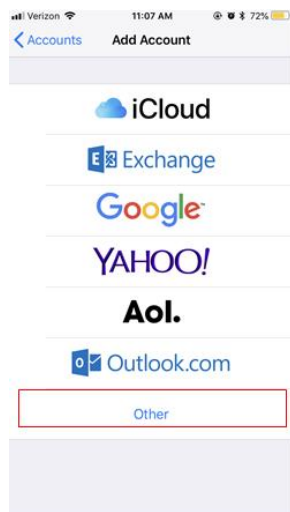 Verizon 11:07 AM 72%
Accounts Add Account
iCloud
E Exchange
Google
YAHOO!
Aol.
o Outlook.com
Other